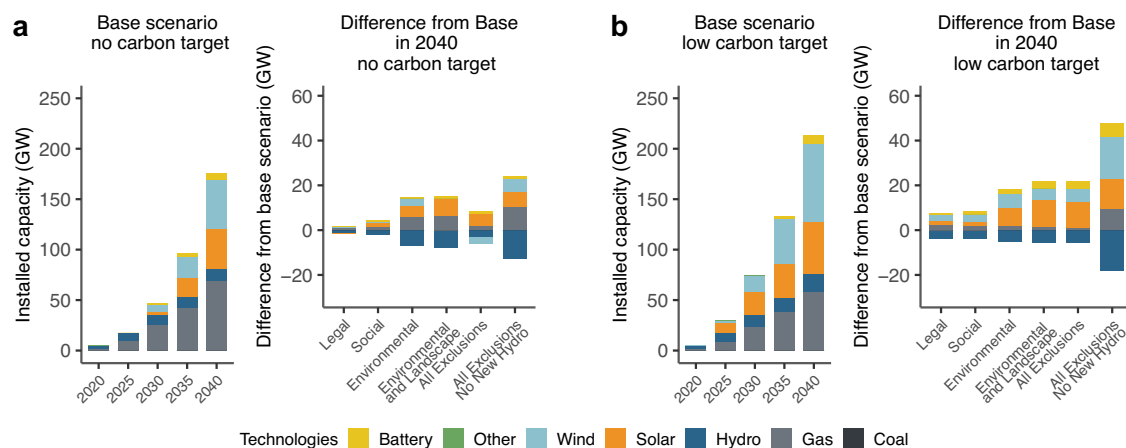 a
Base scenario
no carbon target
Installed capacity (GW)
250
200
150
100
50
0
2020
2025
2030
2035
2040
Difference from Base
in 2040
no carbon target
Difference from base scenario (GW)
60
40
20
0
−20
Legal
Social
Environmental
Environmental
and Landscape
All Exclusions
All Exclusions
No New Hydro
b
Base scenario
low carbon target
Installed capacity (GW)
250
200
150
100
50
0
2020
2025
2030
2035
2040
Difference from Base
in 2040
low carbon target
Difference from base scenario (GW)
60
40
20
0
−20
Legal
Social
Environmental
Environmental
and Landscape
All Exclusions
All Exclusions
No New Hydro
Technologies Battery Other Wind Solar Hydro Gas Coal